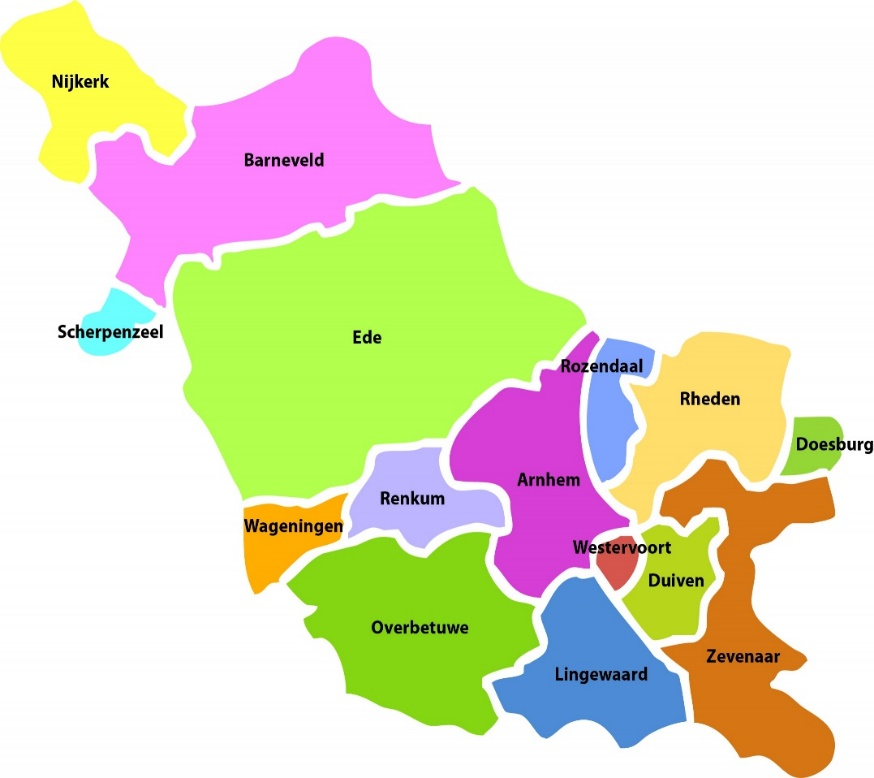 Nijkerk
Barneveld
Scherpenzeel
Ede
Rozendaal
Rheden
Doesburg
Arnhem
Renkum
Wageningen
Westervoort
Duiven
Overbetuwe
Zevenaar
Lingewaard